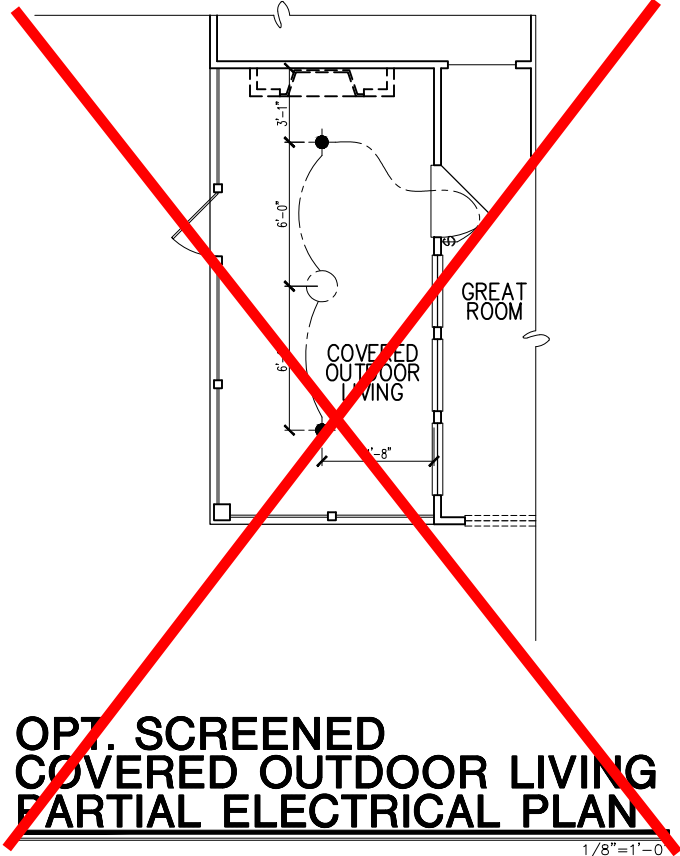 3'-1"
6'-0"
GREAT
ROOM
COVERED
OUTDOOR
LIVING
S
OPT. SCREENED
COVERED OUTDOOR LIVING
PARTIAL ELECTRICAL PLAN
1/8"=1'-0